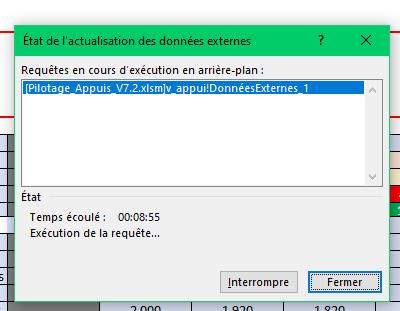 État de l'actualisation des données externes ? ×
Requêtes en cours d'exécution en arrière-plan :
[Pilotage_Appuis_V7.2.xlsm]v_appui!DonnéesExternes_1
État
Temps écoulé : 00:08:55
Exécution de la requête...
Interrompre Fermer
2,000 1,920 1,820